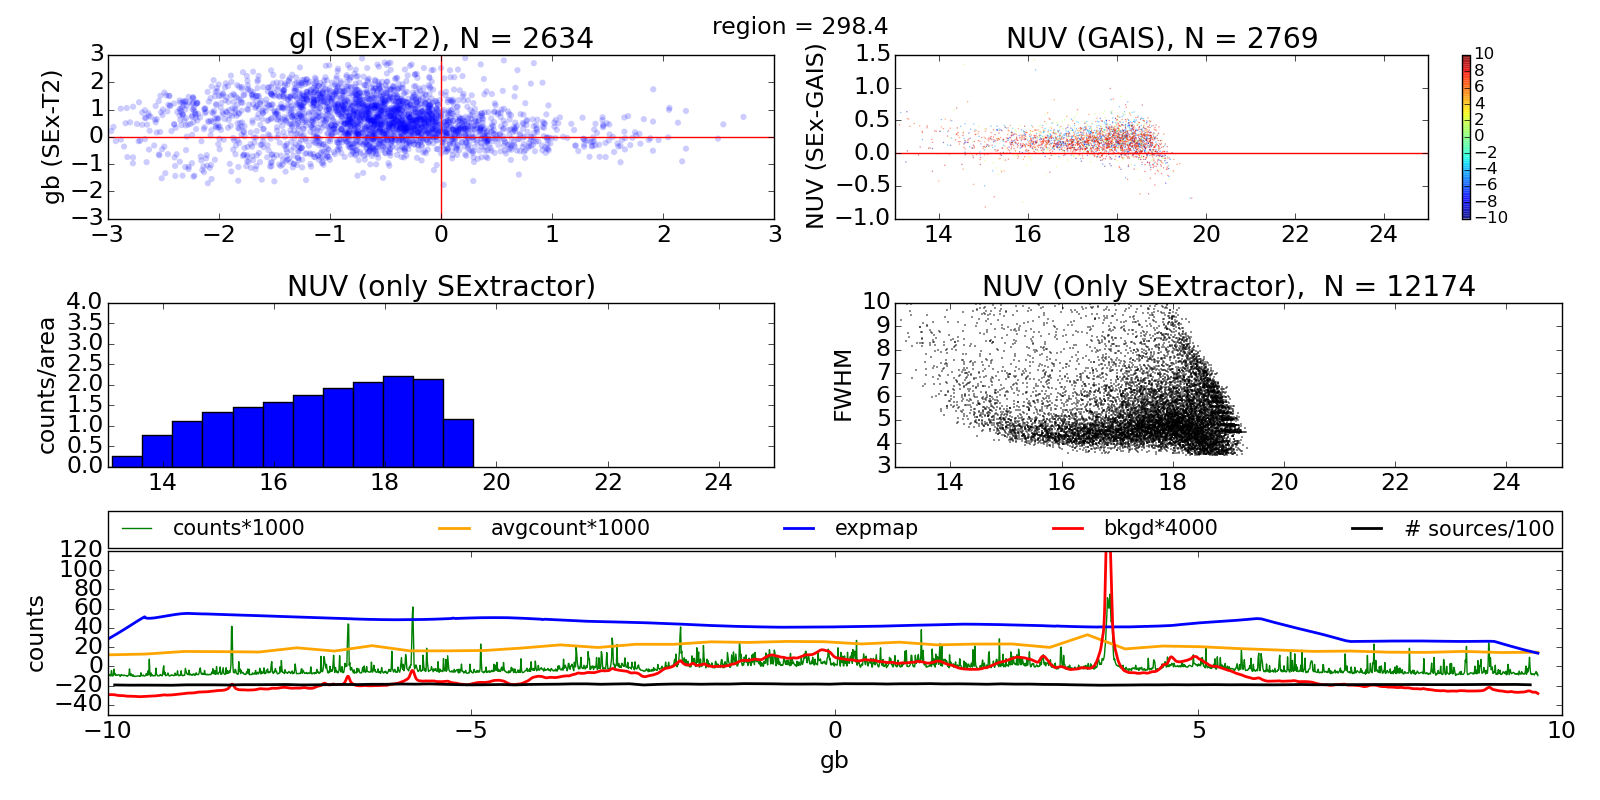 region = 298.4
gl (SEx-T2), N = 2634
NUV (GAIS), N = 2769
gb (SEx-T2)
3
2
1
0
−1
−2
−3
−3 −2 −1 0 1 2 3
NUV (SEx-GAIS)
1.5
1.0
0.5
0.0
−0.5
−1.0
14 16 18 20 22 24
10
8
6
4
2
0
−2
−4
−6
−8
−10
NUV (only SExtractor)
counts/area
4.0
3.5
3.0
2.5
2.0
1.5
1.0
0.5
0.0
14 16 18 20 22 24
NUV (Only SExtractor), N = 12174
FWHM
10
9
8
7
6
5
4
3
14 16 18 20 22 24
counts*1000 avgcount*1000 expmap bkgd*4000 # sources/100
counts
120
100
80
60
40
20
0
−20
−40
−10 −5 0 5 10
gb